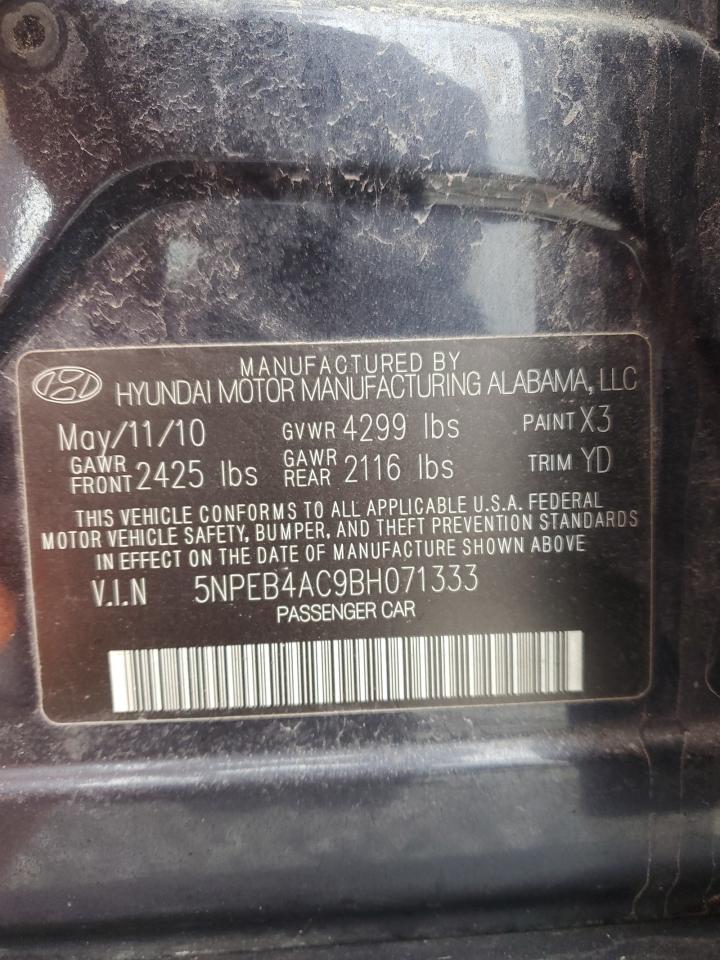 MANUFACTURED BY
HYUNDAI MOTOR MANUFACTURING ALABAMA, LLC
May/11/10 GVWR 4299 lbs PAINT X3
GAWR FRONT 2425 lbs GAWR REAR 2116 lbs TRIM YD
THIS VEHICLE CONFORMS TO ALL APPLICABLE U.S.A. FEDERAL
MOTOR VEHICLE SAFETY, BUMPER, AND THEFT PREVENTION STANDARDS
IN EFFECT ON THE DATE OF MANUFACTURE SHOWN ABOVE
V.I.N 5NPEB4AC9BH071333
PASSENGER CAR